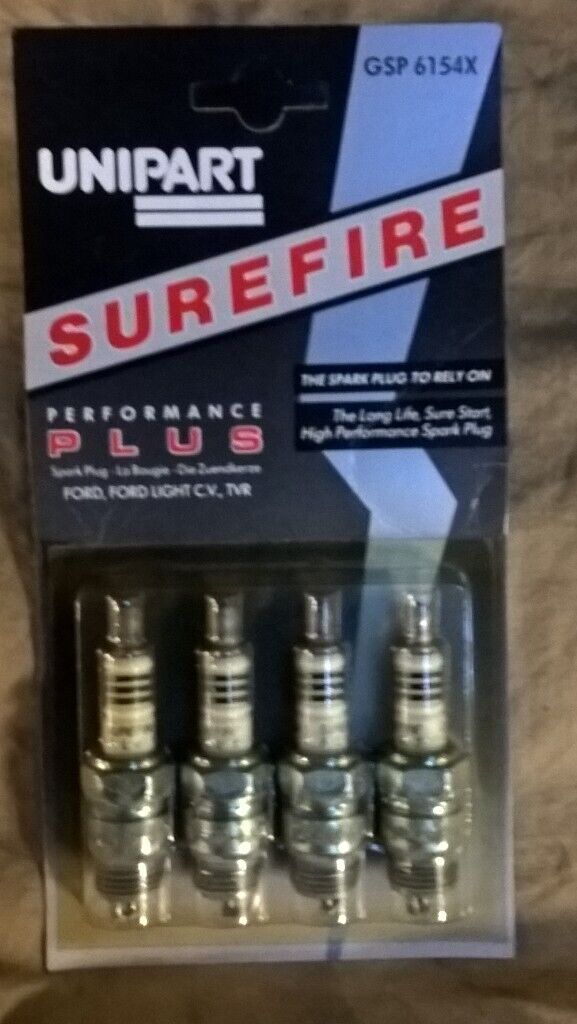 GSP 6154X
UNIPART
SUREFIRE
THE SPARK PLUG TO RELY ON
The Long Life, Sure Start,
High Performance Spark Plug
PERFORMANCE
PLUS
Spark Plug - La Bougie - Die Zuendkerze
FORD, FORD LIGHT C.V., TVR